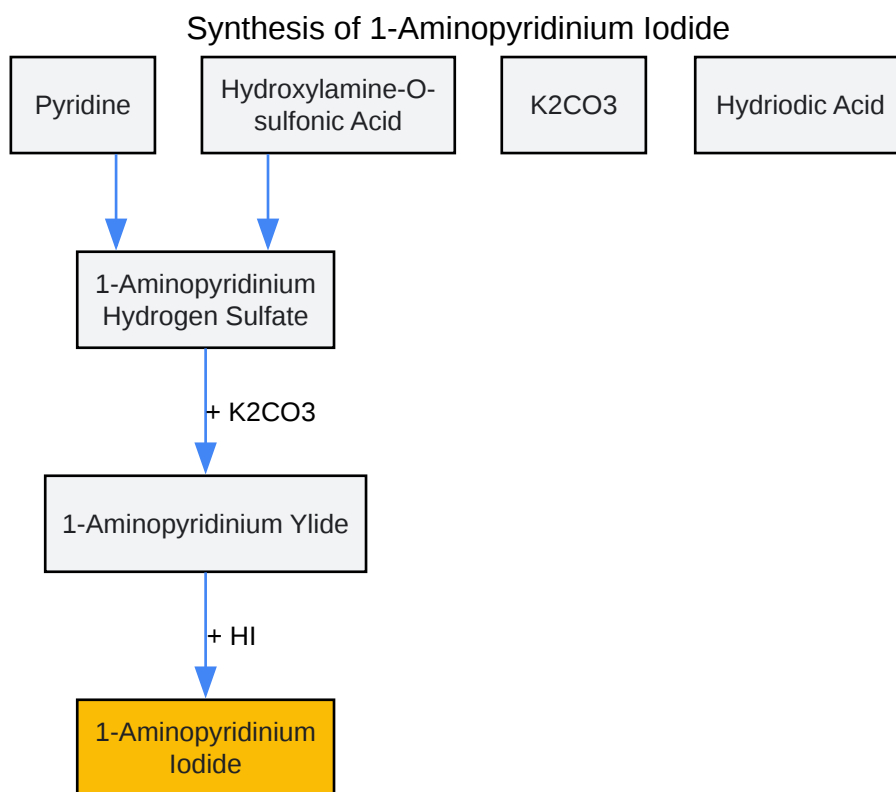 Synthesis of 1-Aminopyridinium Iodide
Pyridine
Hydroxylamine-O-
sulfonic Acid
K2CO3
Hydriodic Acid
1-Aminopyridinium
Hydrogen Sulfate
+ K2CO3
1-Aminopyridinium Ylide
+ HI
1-Aminopyridinium
Iodide